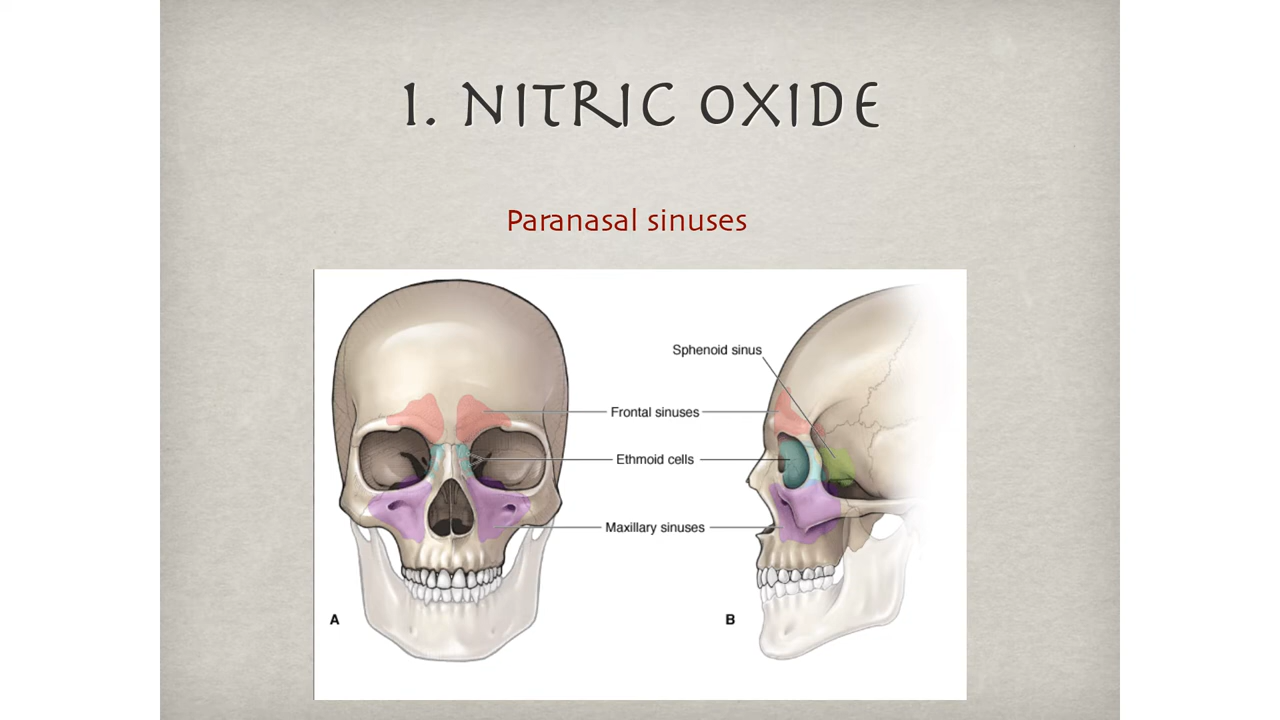 1. NITRIC OXIDE
Paranasal sinuses
Sphenoid sinus
Frontal sinuses
Ethmoid cells
Maxillary sinuses
A
B